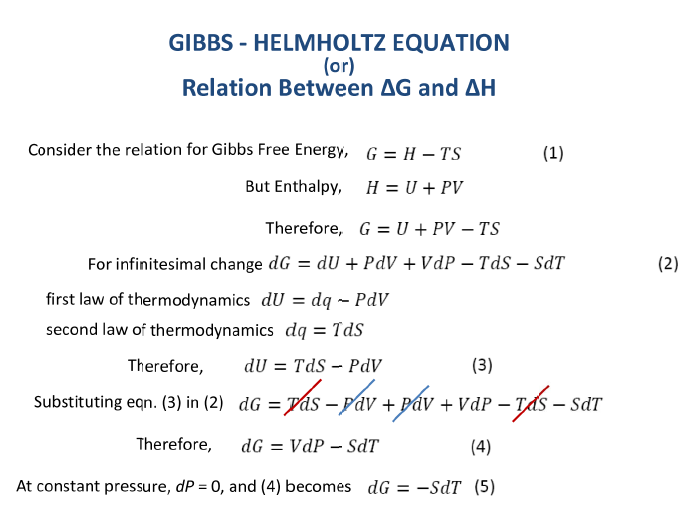 GIBBS - HELMHOLTZ EQUATION
(or)
Relation Between ΔG and ΔH
Consider the relation for Gibbs Free Energy, G = H − TS (1)
But Enthalpy, H = U + PV
Therefore, G = U + PV − TS
For infinitesimal change dG = dU + PdV + VdP − TdS − SdT (2)
first law of thermodynamics dU = dq − PdV
second law of thermodynamics dq = TdS
Therefore, dU = TdS − PdV (3)
Substituting eqn. (3) in (2) dG = TdS − PdV + PdV + VdP − TdS − SdT
Therefore, dG = VdP − SdT (4)
At constant pressure, dP = 0, and (4) becomes dG = −SdT (5)